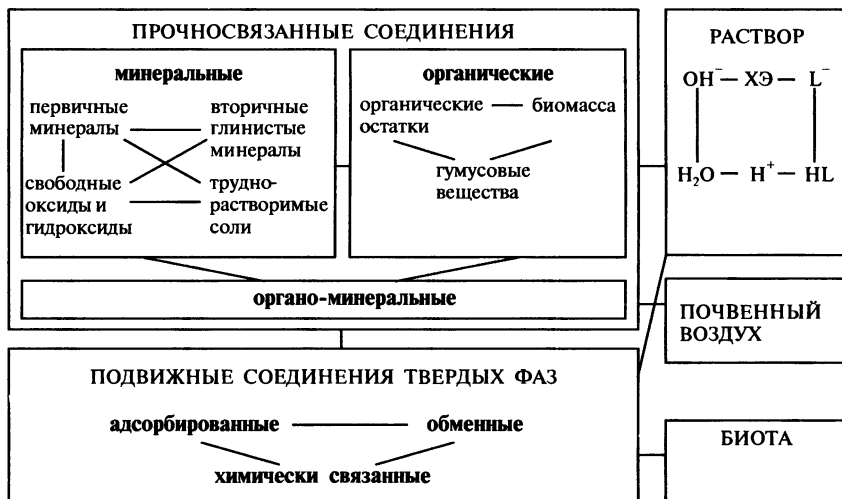 ПРОЧНОСВЯЗАННЫЕ СОЕДИНЕНИЯ
минеральные
первичные
минералы
вторичные
глинистые
минералы
свободные
оксиды и
гидроксиды
трудно-
растворимые
соли
органические
органические
остатки
биомасса
гумусовые
вещества
органо-минеральные
ПОДВИЖНЫЕ СОЕДИНЕНИЯ ТВЕРДЫХ ФАЗ
адсорбированные
обменные
химически связанные
РАСТВОР
OH⁻ — ХЭ — L⁻
H₂O — H⁺ — HL
ПОЧВЕННЫЙ
ВОЗДУХ
БИОТА